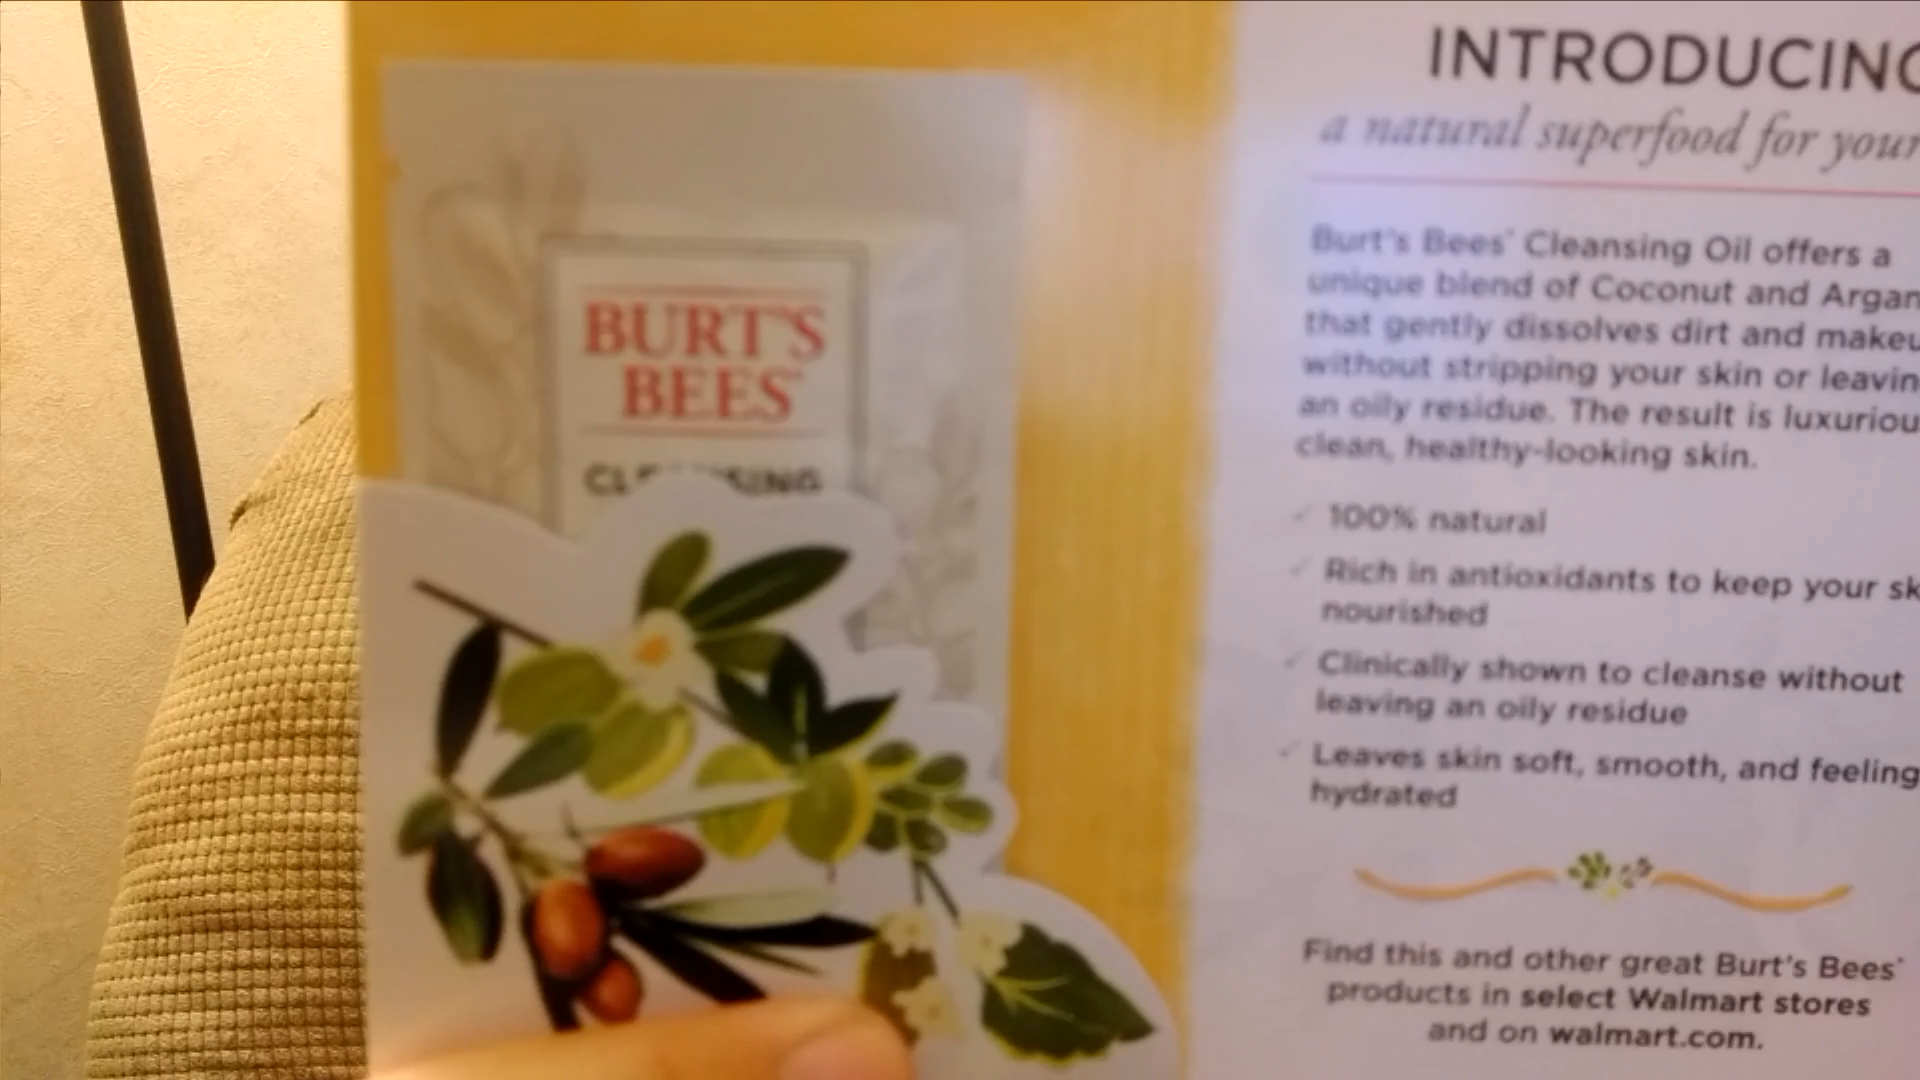 BURT'S
BEES
INTRODUCING
a natural superfood for your
Burt's Bees' Cleansing Oil offers a
unique blend of Coconut and Argan
that gently dissolves dirt and makeu
without stripping your skin or leavin
an oily residue. The result is luxuriou
clean, healthy-looking skin.
✓ 100% natural
✓ Rich in antioxidants to keep your sk
nourished
✓ Clinically shown to cleanse without
leaving an oily residue
✓ Leaves skin soft, smooth, and feeling
hydrated
Find this and other great Burt's Bees'
products in select Walmart stores
and on walmart.com.